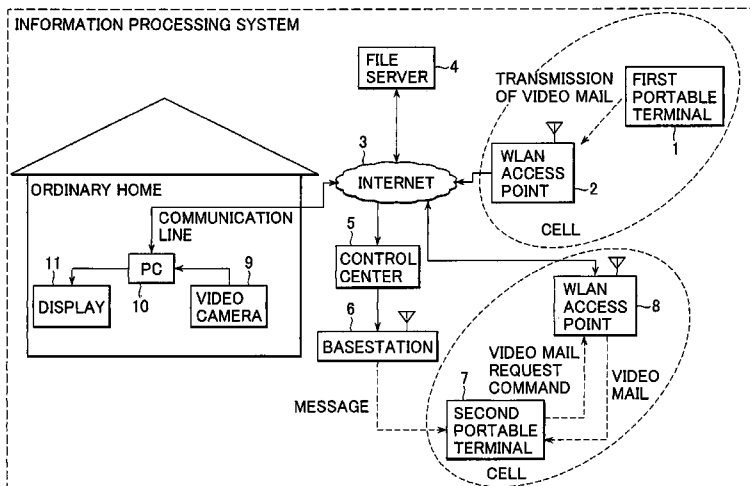 INFORMATION PROCESSING SYSTEM
FILE
SERVER
4
TRANSMISSION
OF VIDEO MAIL
FIRST
PORTABLE
TERMINAL
1
WLAN
ACCESS
POINT
2
CELL
3
INTERNET
ORDINARY HOME
COMMUNICATION
LINE
11
DISPLAY
PC
10
9
VIDEO
CAMERA
5
CONTROL
CENTER
6
BASESTATION
MESSAGE
WLAN
ACCESS
POINT
8
VIDEO MAIL
REQUEST
COMMAND
VIDEO
MAIL
7
SECOND
PORTABLE
TERMINAL
CELL